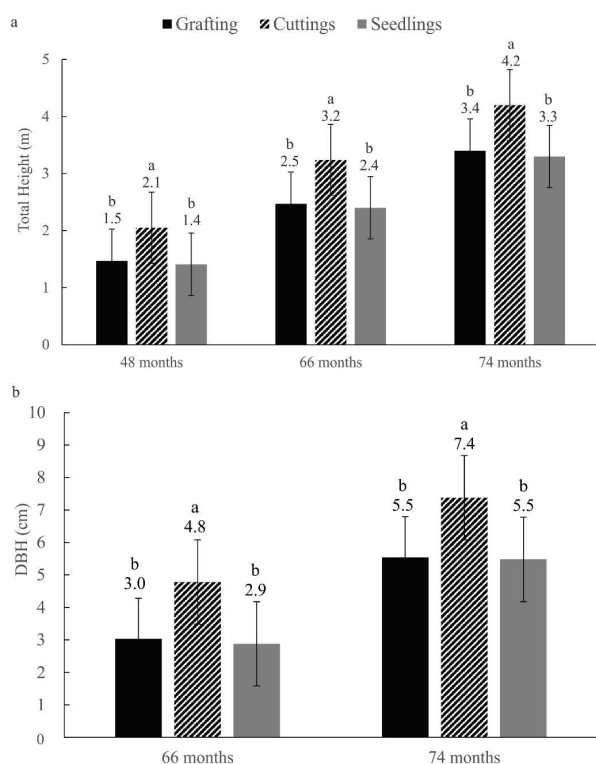 a
Grafting Cuttings Seedlings
Total Height (m)
5
4
3
2
1
0
b a b
1.5 2.1 1.4
b a b
2.5 3.2 2.4
b a b
3.4 4.2 3.3
48 months 66 months 74 months
b
DBH (cm)
10
9
8
7
6
5
4
3
2
1
0
b a b
3.0 4.8 2.9
b a b
5.5 7.4 5.5
66 months 74 months